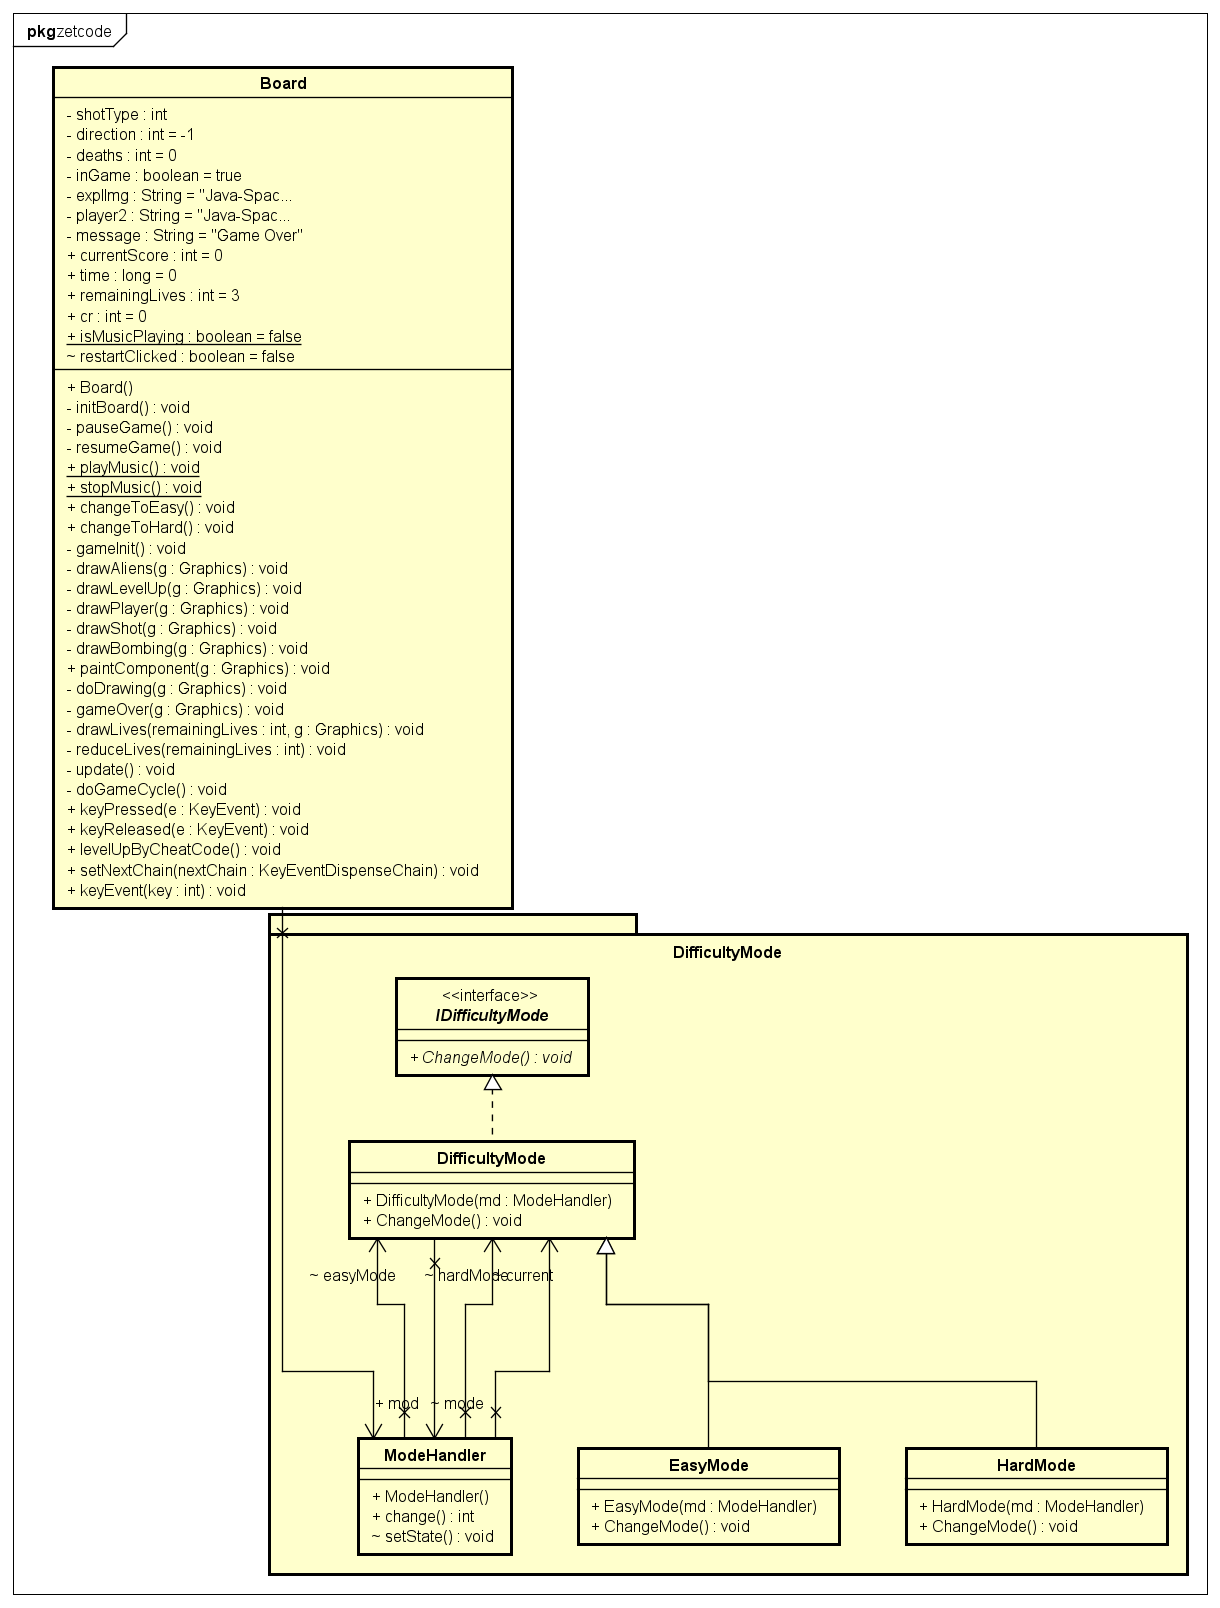 pkgzetcode
Board
- shotType : int
- direction : int = -1
- deaths : int = 0
- inGame : boolean = true
- explImg : String = "Java-Spac...
- player2 : String = "Java-Spac...
- message : String = "Game Over"
+ currentScore : int = 0
+ time : long = 0
+ remainingLives : int = 3
+ cr : int = 0
+ isMusicPlaying : boolean = false
~ restartClicked : boolean = false
+ Board()
- initBoard() : void
- pauseGame() : void
- resumeGame() : void
+ playMusic() : void
+ stopMusic() : void
+ changeToEasy() : void
+ changeToHard() : void
- gameInit() : void
- drawAliens(g : Graphics) : void
- drawLevelUp(g : Graphics) : void
- drawPlayer(g : Graphics) : void
- drawShot(g : Graphics) : void
- drawBombing(g : Graphics) : void
+ paintComponent(g : Graphics) : void
- doDrawing(g : Graphics) : void
- gameOver(g : Graphics) : void
- drawLives(remainingLives : int, g : Graphics) : void
- reduceLives(remainingLives : int) : void
- update() : void
- doGameCycle() : void
+ keyPressed(e : KeyEvent) : void
+ keyReleased(e : KeyEvent) : void
+ levelUpByCheatCode() : void
+ setNextChain(nextChain : KeyEventDispenseChain) : void
+ keyEvent(key : int) : void
DifficultyMode
<<interface>>
IDifficultyMode
+ ChangeMode() : void
DifficultyMode
+ DifficultyMode(md : ModeHandler)
+ ChangeMode() : void
~ easyMode
~ hardMode
~ current
+ mod
~ mode
ModeHandler
+ ModeHandler()
+ change() : int
~ setState() : void
EasyMode
+ EasyMode(md : ModeHandler)
+ ChangeMode() : void
HardMode
+ HardMode(md : ModeHandler)
+ ChangeMode() : void